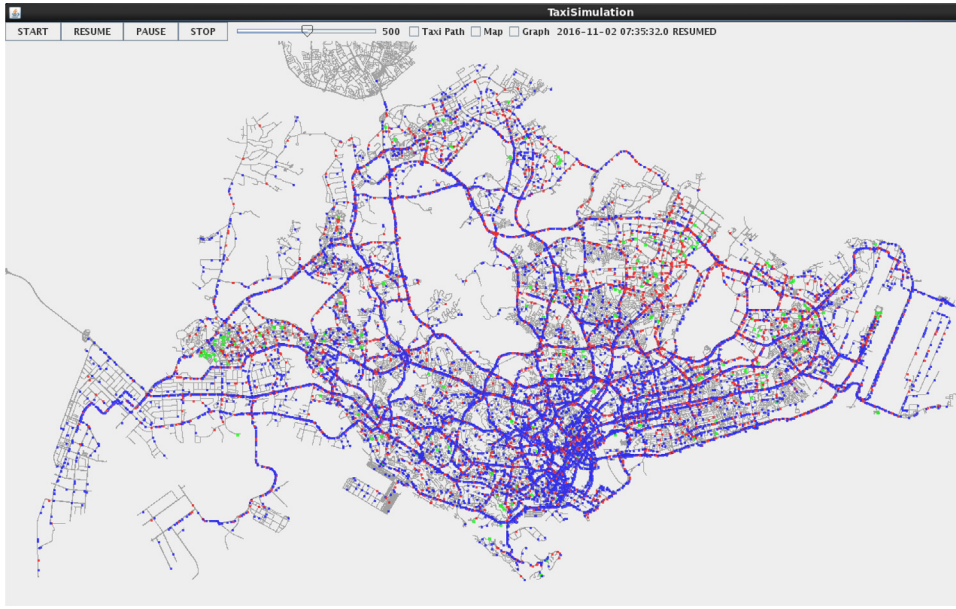 TaxiSimulation
START RESUME PAUSE STOP 500 Taxi Path Map Graph 2016-11-02 07:35:32.0 RESUMED